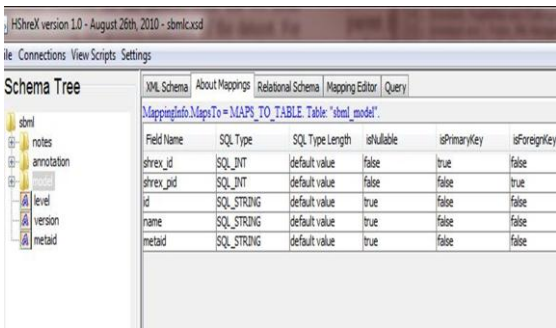 HShreX version 1.0 - August 26th, 2010 - sbmlc.xsd
ile Connections View Scripts Settings
Schema Tree
sbml
notes
annotation
model
level
version
metaid
XML Schema About Mappings Relational Schema Mapping Editor Query
MappingInfo.MapsTo = MAPS_TO_TABLE. Table: "sbml_model".
Field Name SQL Type SQL Type Length isNullable isPrimaryKey isForeignKey
shrex_id SQL_INT default value false true false
shrex_pid SQL_INT default value false false true
id SQL_STRING default value true false false
name SQL_STRING default value true false false
metaid SQL_STRING default value true false false